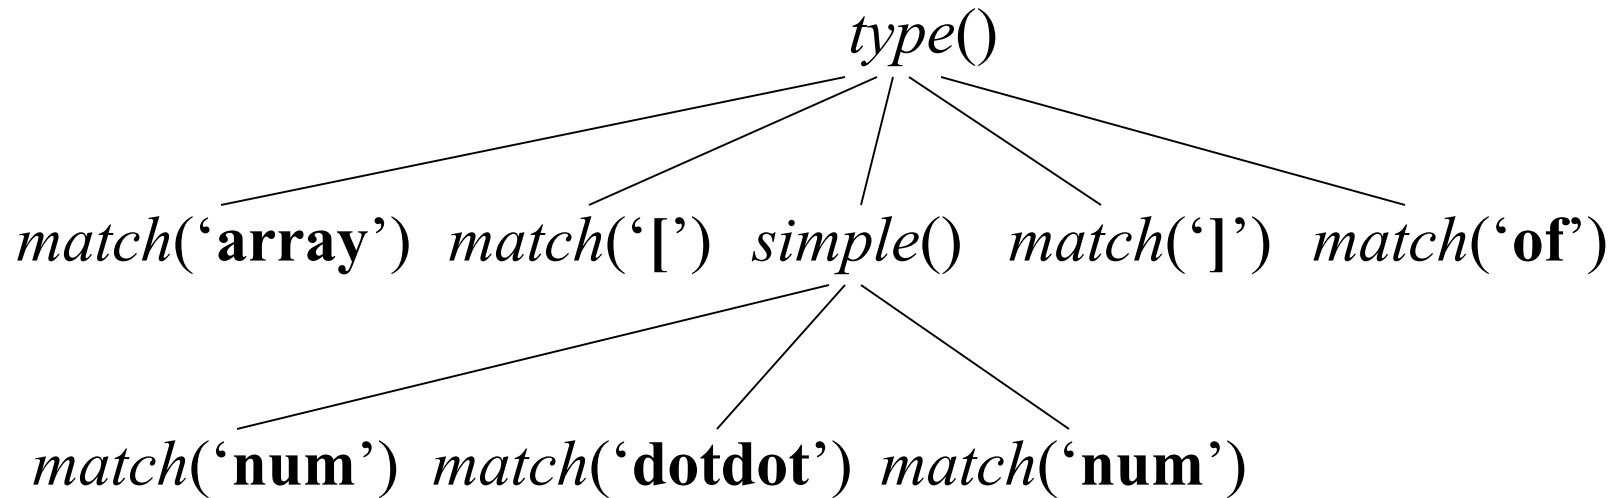 type()
match(‘array’) match(‘[’) simple() match(‘]’) match(‘of’)
match(‘num’) match(‘dotdot’) match(‘num’)